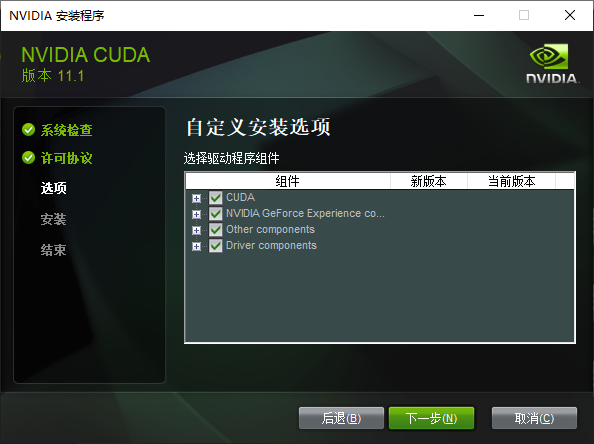 NVIDIA 安装程序
NVIDIA CUDA
版本 11.1
NVIDIA.
系统检查
许可协议
选项
安装
结束
自定义安装选项
选择驱动程序组件
组件 新版本 当前版本
CUDA
NVIDIA GeForce Experience co...
Other components
Driver components
后退(B) 下一步(N) 取消(C)